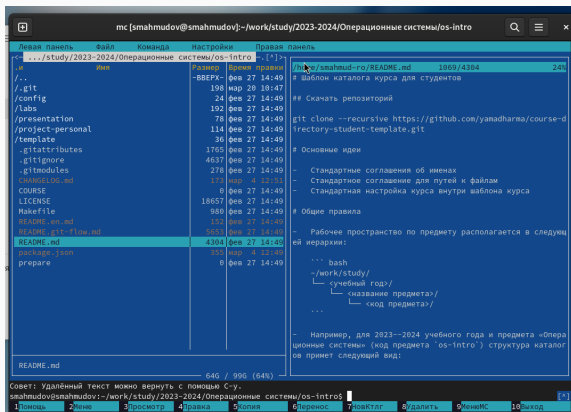 mc [smahmudov@smahmudov]:~/work/study/2023-2024/Операционные системы/os-intro
Левая панель Файл Команда Настройки Правая панель
<─ .../study/2023-2024/Операционные системы/os-intro ─.[^]>
.и Имя Размер Время правки
/.. -ВВЕРХ- фев 27 14:49
/.git 198 мар 20 10:47
/config 24 фев 27 14:49
/labs 192 фев 27 14:49
/presentation 78 фев 27 14:49
/project-personal 114 фев 27 14:49
/template 36 фев 27 14:49
.gitattributes 1765 фев 27 14:49
.gitignore 4637 фев 27 14:49
.gitmodules 278 фев 27 14:49
CHANGELOG.md 173 мар 4 12:51
COURSE 0 фев 27 14:49
LICENSE 18657 фев 27 14:49
Makefile 980 фев 27 14:49
README.en.md 152 фев 27 14:49
README.git-flow.md 5653 фев 27 14:49
README.md 4304 фев 27 14:49
package.json 355 мар 4 12:49
prepare 0 фев 27 14:49
README.md
64G / 99G (64%)
1069/4304 24%
# Шаблон каталога курса для студентов
## Скачать репозиторий
git clone --recursive https://github.com/yamadharma/course-d
irectory-student-template.git
# Основные идеи
- Стандартные соглашения об именах
- Стандартное соглашение для путей к файлам
- Стандартная настройка курса внутри шаблона курса
# Общие правила
- Рабочее пространство по предмету располагается в следующ
ей иерархии:
``` bash
~/work/study/
└── <учебный год>/
└── <название предмета>/
└── <код предмета>/
```
- Например, для 2023--2024 учебного года и предмета «Опера
ционные системы» (код предмета `os-intro`) структура каталог
ов примет следующий вид:
Совет: Удалённый текст можно вернуть с помощью C-y.
smahmudov@smahmudov:~/work/study/2023-2024/Операционные системы/os-intro$ [^]
1Помощь 2Меню 3Просмотр 4Правка 5Копия 6Перенос 7НовКтлг 8Удалить 9МенюMC 10Выход